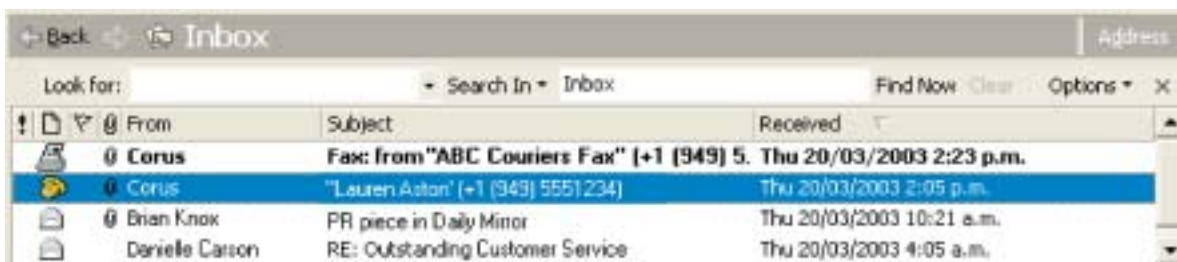 Back Inbox Address
Look for: Search In Inbox Find Now Clear Options
! From Subject Received
Corus Fax: from "ABC Couriers Fax" (+1 (949) 5. Thu 20/03/2003 2:23 p.m.
Corus "Lauren Aston' (+1 (949) 5551234) Thu 20/03/2003 2:05 p.m.
Brian Knox PR piece in Daily Mirror Thu 20/03/2003 10:21 a.m.
Danielle Carson RE: Outstanding Customer Service Thu 20/03/2003 4:05 a.m.